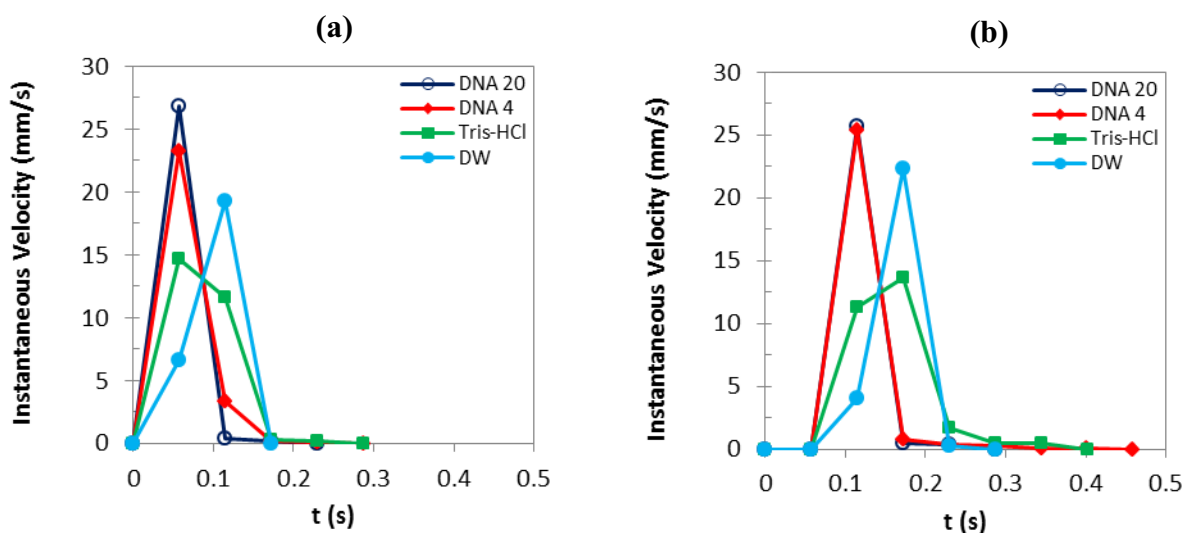 (a)
Instantaneous Velocity (mm/s)
30
25
20
15
10
5
0
0
0.1
0.2
0.3
0.4
0.5
t (s)
DNA 20
DNA 4
Tris-HCl
DW
(b)
Instantaneous Velocity (mm/s)
30
25
20
15
10
5
0
0
0.1
0.2
0.3
0.4
0.5
t (s)
DNA 20
DNA 4
Tris-HCl
DW